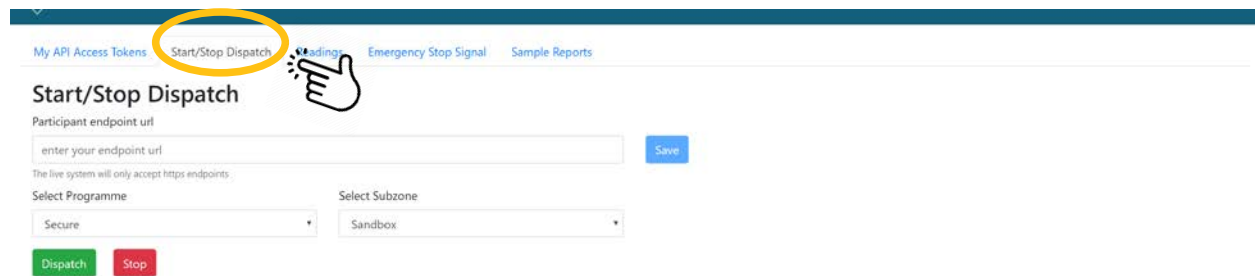 My API Access Tokens Start/Stop Dispatch Readings Emergency Stop Signal Sample Reports
Start/Stop Dispatch
Participant endpoint url
enter your endpoint url Save
The live system will only accept https endpoints
Select Programme Select Subzone
Secure Sandbox
Dispatch Stop